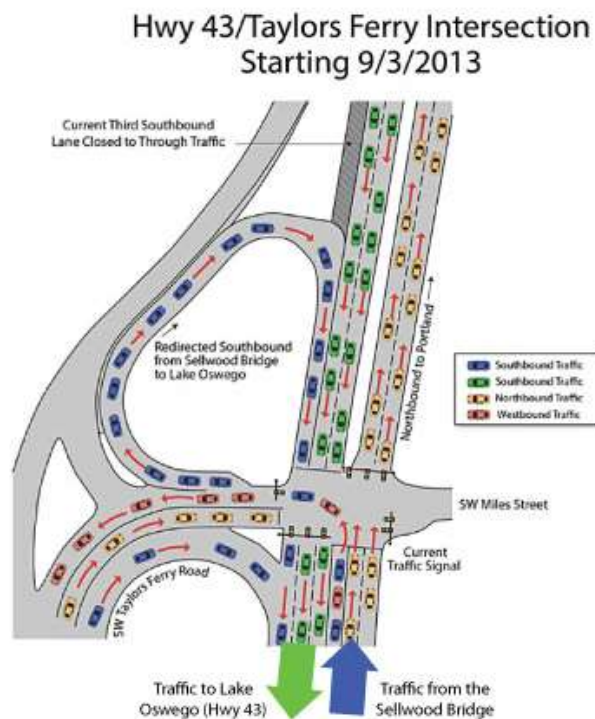 Hwy 43/Taylors Ferry Intersection
Starting 9/3/2013
Current Third Southbound
Lane Closed to Through Traffic
Redirected Southbound
from Sellwood Bridge
to Lake Oswego
Northbound to Portland
Southbound Traffic
Southbound Traffic
Northbound Traffic
Westbound Traffic
SW Miles Street
Current
Traffic Signal
SW Taylors Ferry Road
Traffic to Lake
Oswego (Hwy 43)
Traffic from the
Sellwood Bridge